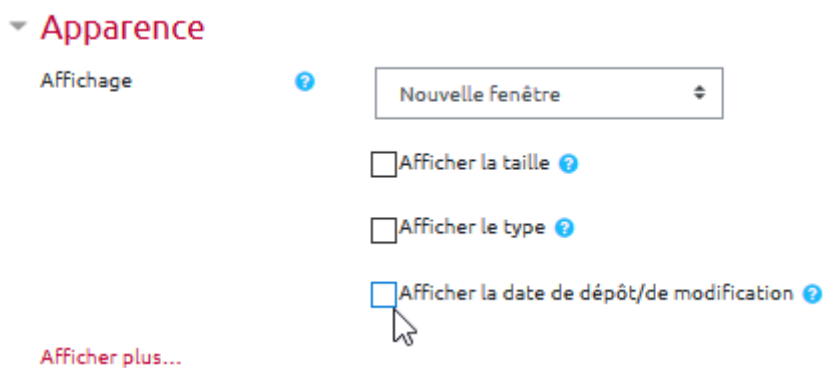 Apparence
Affichage
Nouvelle fenêtre
Afficher la taille
Afficher le type
Afficher la date de dépôt/de modification
Afficher plus...